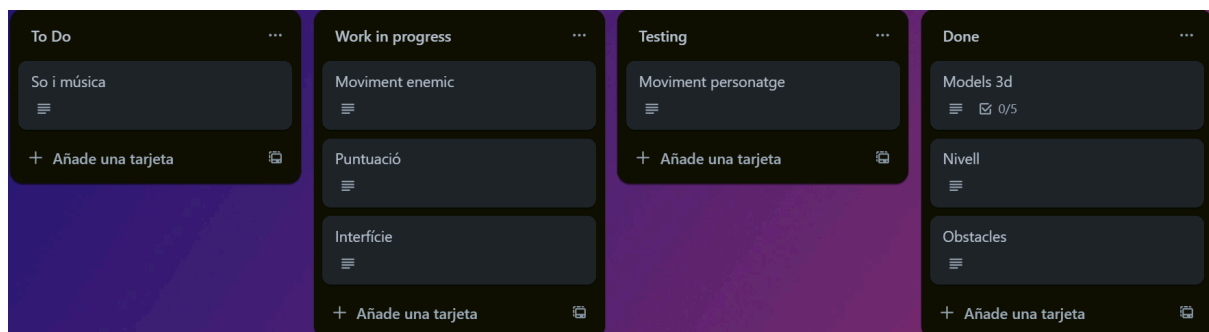 To Do
So i música
Añade una tarjeta
Work in progress
Moviment enemic
Puntuació
Interfície
Añade una tarjeta
Testing
Moviment personatge
Añade una tarjeta
Done
Models 3d
0/5
Nivell
Obstacles
Añade una tarjeta